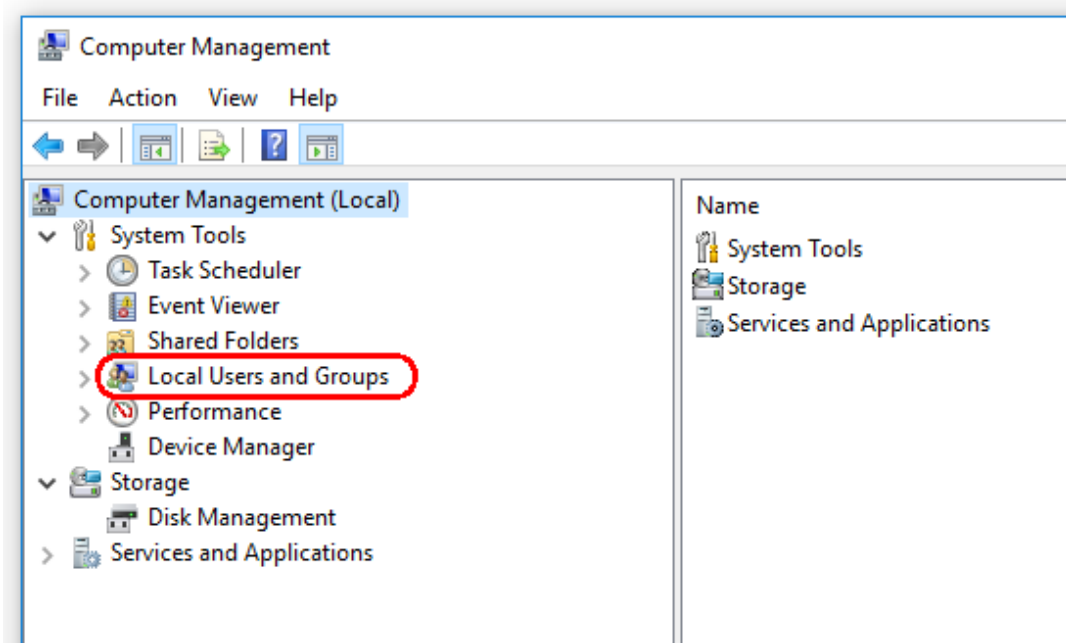 Computer Management
File Action View Help
Computer Management (Local)
System Tools
Task Scheduler
Event Viewer
Shared Folders
Local Users and Groups
Performance
Device Manager
Storage
Disk Management
Services and Applications
Name
System Tools
Storage
Services and Applications